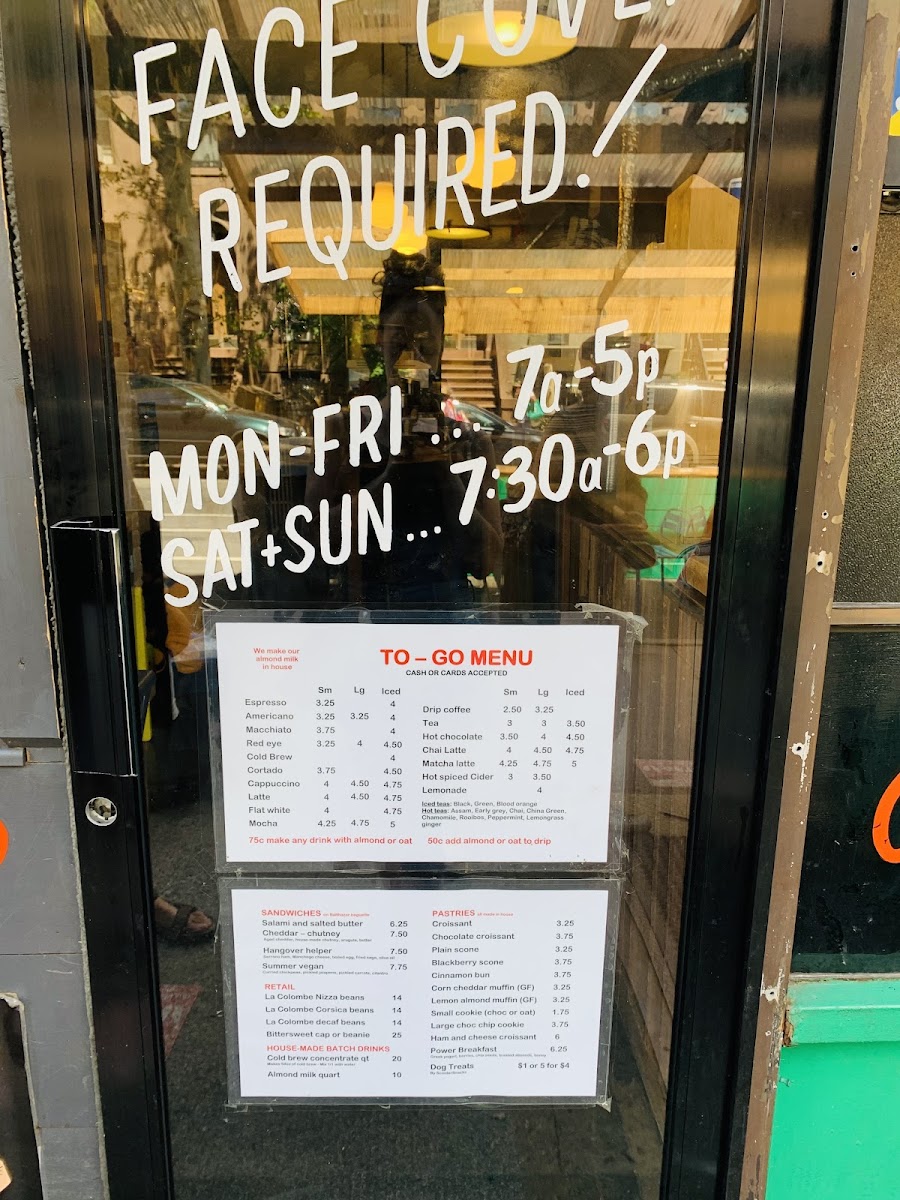 FACE COVE
REQUIRED!
MON-FRI ... 7a-5p
SAT+SUN ... 7:30a-6p
We make our
almond milk
in house
TO – GO MENU
CASH OR CARDS ACCEPTED
Sm Lg Iced
Espresso 3.25 4
Americano 3.25 3.25 4
Macchiato 3.75 4
Red eye 3.25 4 4.50
Cold Brew 4
Cortado 3.75 4.50
Cappuccino 4 4.50 4.75
Latte 4 4.50 4.75
Flat white 4 4.75
Mocha 4.25 4.75 5
Sm Lg Iced
Drip coffee 2.50 3.25
Tea 3 3 3.50
Hot chocolate 3.50 4 4.50
Chai Latte 4 4.50 4.75
Matcha latte 4.25 4.75 5
Hot spiced Cider 3 3.50
Lemonade 4
Iced teas: Black, Green, Blood orange
Hot teas: Assam, Early grey, Chai, China Green,
Chamomile, Rooibos, Peppermint, Lemongrass
ginger
75c make any drink with almond or oat 50c add almond or oat to drip
SANDWICHES
Salami and salted butter 6.25
Cheddar – chutney 7.50
Hangover helper 7.50
Summer vegan 7.75
RETAIL
La Colombe Nizza beans 14
La Colombe Corsica beans 14
La Colombe decaf beans 14
Bittersweet cap or beanie 25
HOUSE-MADE BATCH DRINKS
Cold brew concentrate qt 20
Almond milk quart 10
PASTRIES all made in house
Croissant 3.25
Chocolate croissant 3.75
Plain scone 3.25
Blackberry scone 3.75
Cinnamon bun 3.75
Corn cheddar muffin (GF) 3.25
Lemon almond muffin (GF) 3.25
Small cookie (choc or oat) 1.75
Large choc chip cookie 3.75
Ham and cheese croissant 6
Power Breakfast 6.25
Dog Treats $1 or 5 for $4